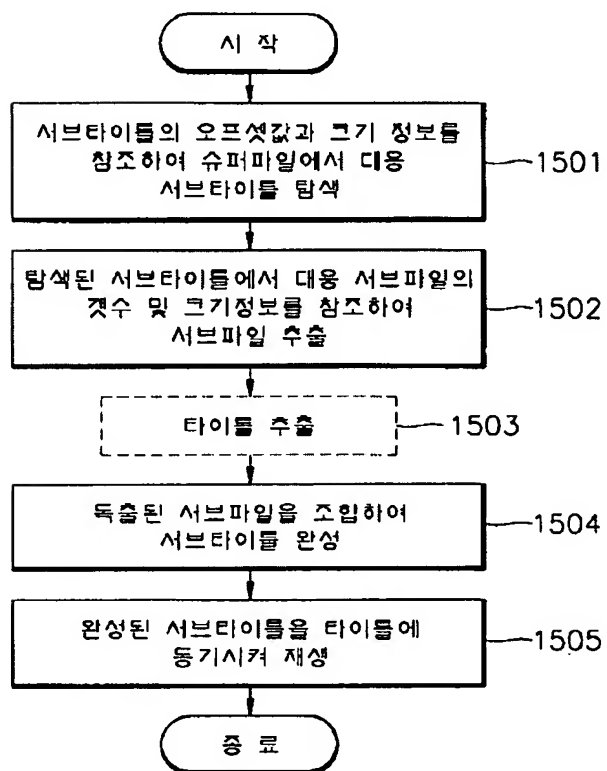 시 작
서브타이틀의 오프셋값과 크기 정보를
참조하여 슈퍼파일에서 대응
서브타이틀 탐색
1501
탐색된 서브타이틀에서 대응 서브파일의
갯수 및 크기정보를 참조하여
서브파일 추출
1502
타이틀 추출
1503
독출된 서브파일을 조합하여
서브타이틀 완성
1504
완성된 서브타이틀을 타이틀에
동기시켜 재생
1505
종 료